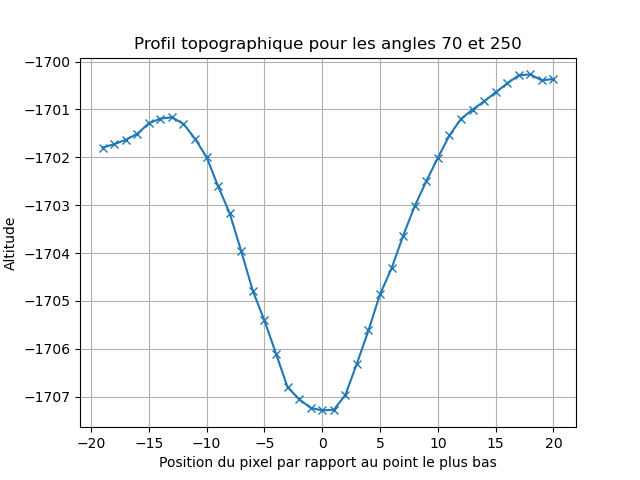 Profil topographique pour les angles 70 et 250
−1700
−1701
−1702
−1703
−1704
−1705
−1706
−1707
Altitude
−20 −15 −10 −5 0 5 10 15 20
Position du pixel par rapport au point le plus bas